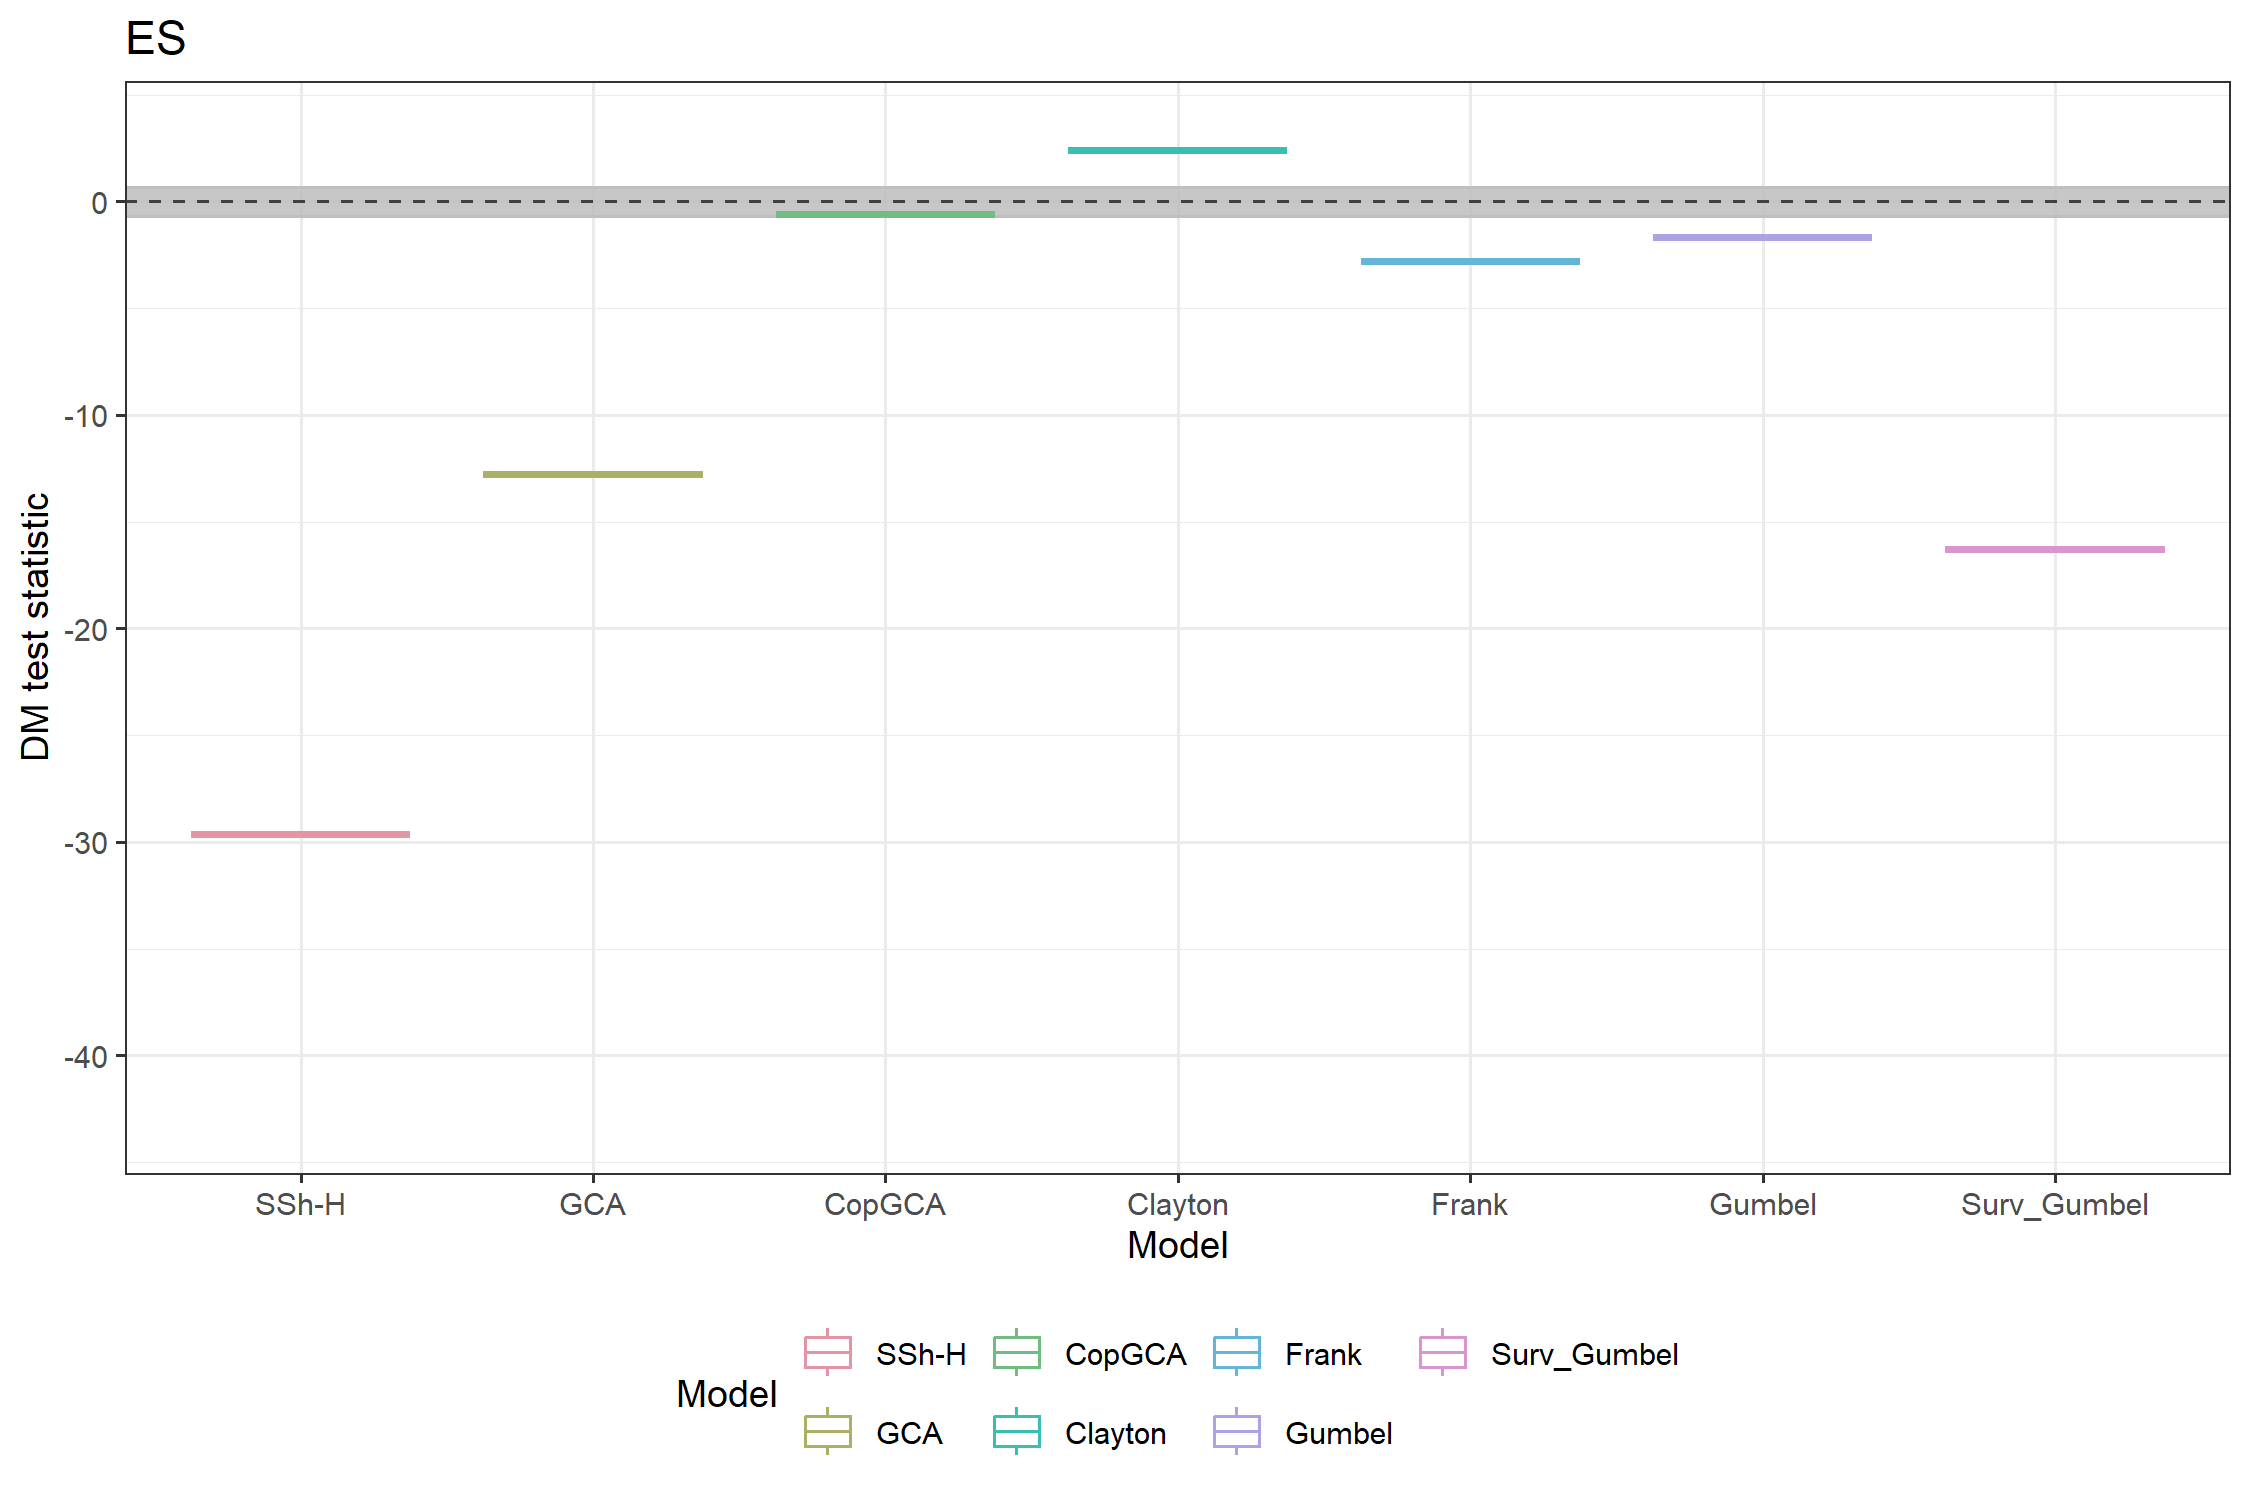 ES
DM test statistic
0
-10
-20
-30
-40
SSh-H GCA CopGCA Clayton Frank Gumbel Surv_Gumbel
Model
Model
SSh-H CopGCA Frank Surv_Gumbel
GCA Clayton Gumbel